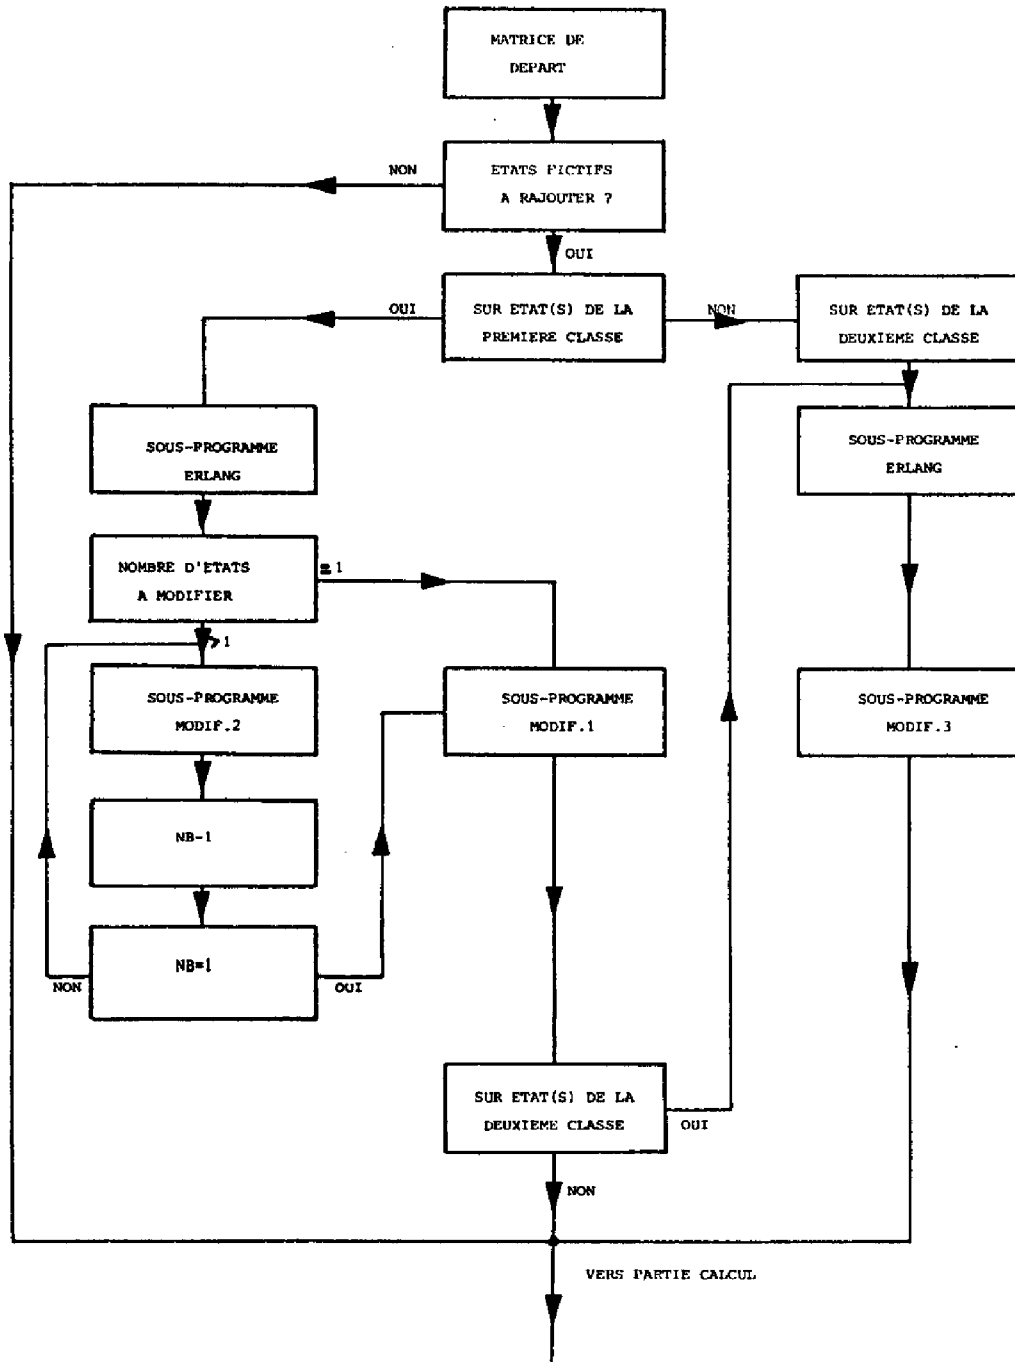 MATRICE DE
DEPART
NON
ETATS FICTIFS
A RAJOUTER ?
OUI
OUI
SUR ETAT(S) DE LA
PREMIERE CLASSE
NON
SUR ETAT(S) DE LA
DEUXIEME CLASSE
SOUS-PROGRAMME
ERLANG
SOUS-PROGRAMME
ERLANG
NOMBRE D'ETATS
A MODIFIER
= 1
> 1
SOUS-PROGRAMME
MODIF.2
SOUS-PROGRAMME
MODIF.1
SOUS-PROGRAMME
MODIF.3
NB-1
NB=1
NON
OUI
SUR ETAT(S) DE LA
DEUXIEME CLASSE
OUI
NON
VERS PARTIE CALCUL